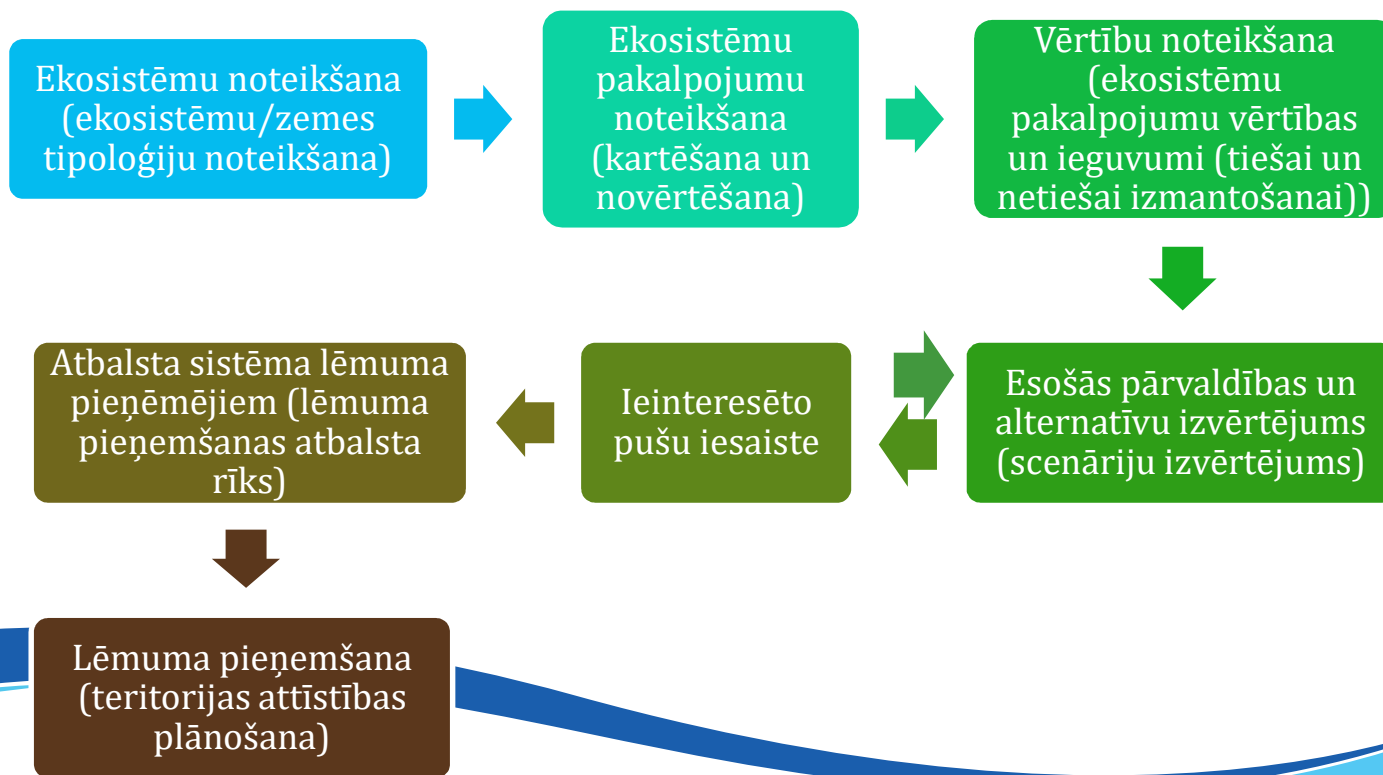 Ekosistēmu noteikšana
(ekosistēmu/zemes
tipoloģiju noteikšana)
Ekosistēmu
pakalpojumu
noteikšana
(kartēšana un
novērtēšana)
Vērtību noteikšana
(ekosistēmu
pakalpojumu vērtības
un ieguvumi (tiešai un
netiešai izmantošanai))
Esošās pārvaldības un
alternatīvu izvērtējums
(scenāriju izvērtējums)
Ieinteresēto
pušu iesaiste
Atbalsta sistēma lēmuma
pieņēmējiem (lēmuma
pieņemšanas atbalsta
rīks)
Lēmuma pieņemšana
(teritorijas attīstības
plānošana)